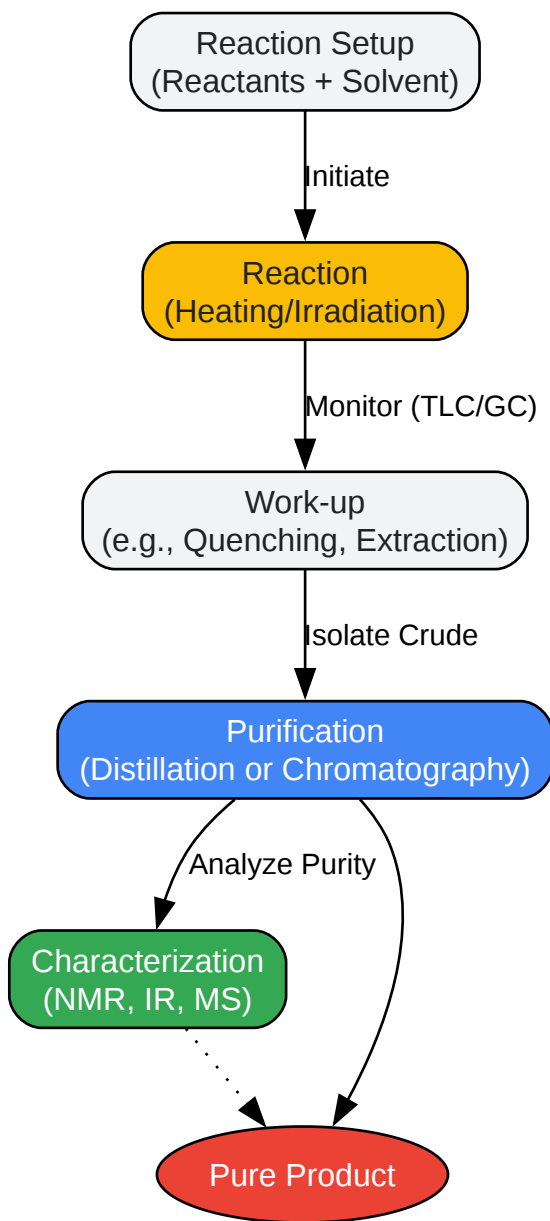 Reaction Setup
(Reactants + Solvent)
Initiate
Reaction
(Heating/Irradiation)
Monitor (TLC/GC)
Work-up
(e.g., Quenching, Extraction)
Isolate Crude
Purification
(Distillation or Chromatography)
Analyze Purity
Characterization
(NMR, IR, MS)
Pure Product